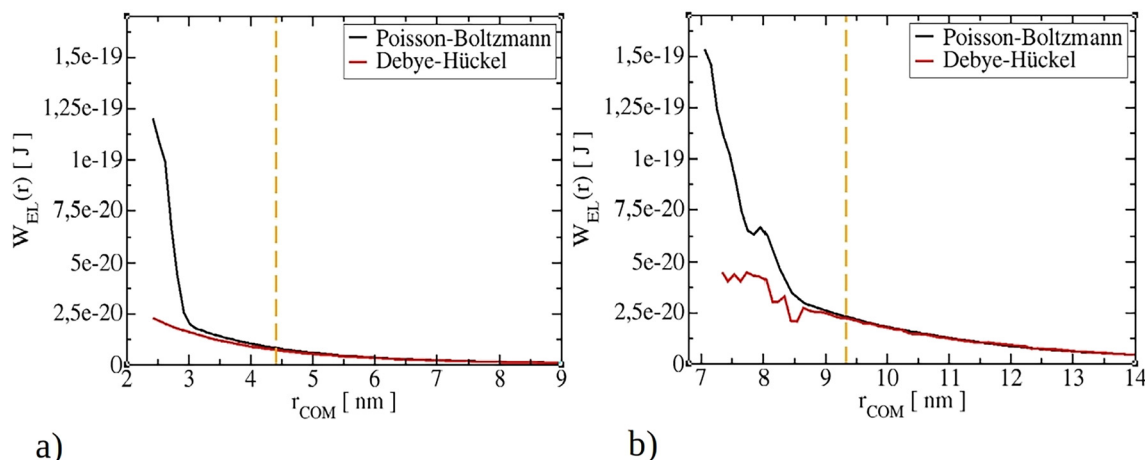 Poisson-Boltzmann
Debye-Hückel
1,5e-19
1,25e-19
1e-19
7,5e-20
5e-20
2,5e-20
0
W_EL(r) [ J ]
2 3 4 5 6 7 8 9
r_COM [ nm ]
a)
Poisson-Boltzmann
Debye-Hückel
1,5e-19
1,25e-19
1e-19
7,5e-20
5e-20
2,5e-20
0
W_EL(r) [ J ]
7 8 9 10 11 12 13 14
r_COM [ nm ]
b)